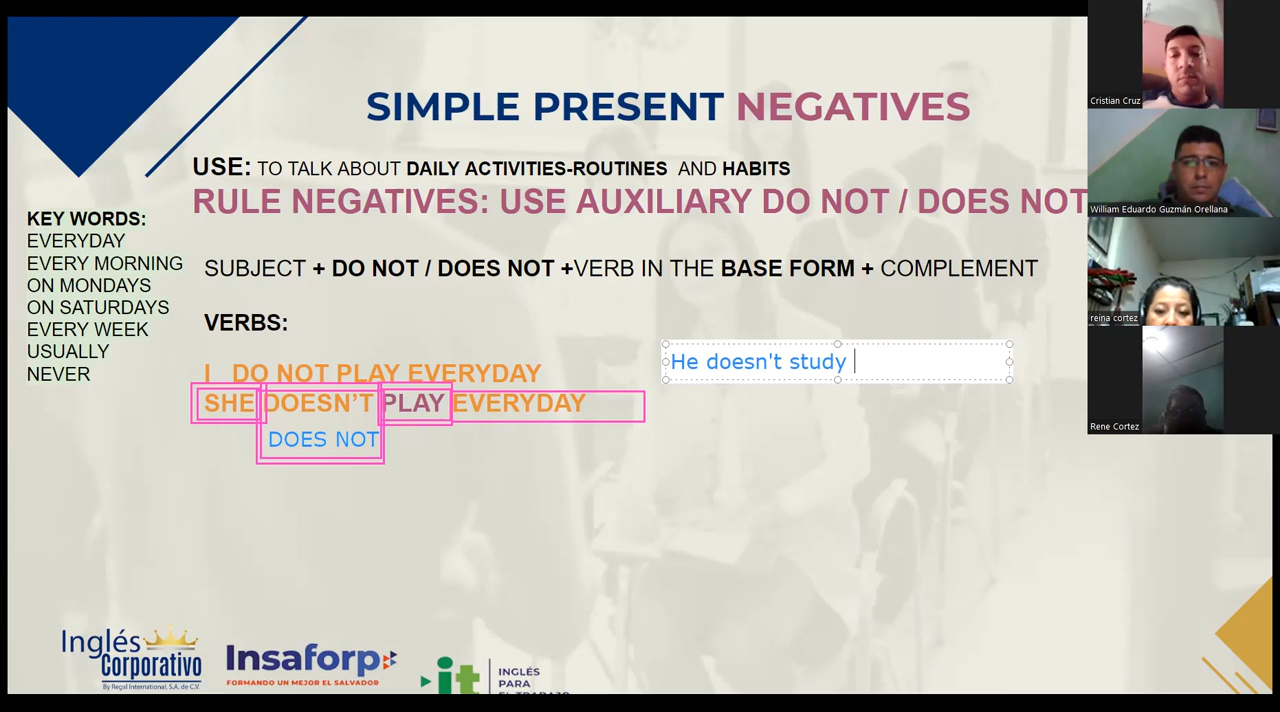 SIMPLE PRESENT NEGATIVES
USE: TO TALK ABOUT DAILY ACTIVITIES-ROUTINES AND HABITS
RULE NEGATIVES: USE AUXILIARY DO NOT / DOES NOT
KEY WORDS:
EVERYDAY
EVERY MORNING
ON MONDAYS
ON SATURDAYS
EVERY WEEK
USUALLY
NEVER
SUBJECT + DO NOT / DOES NOT +VERB IN THE BASE FORM + COMPLEMENT
VERBS:
I DO NOT PLAY EVERYDAY
SHE DOESN'T PLAY EVERYDAY
DOES NOT
He doesn't study
Cristian Cruz
William Eduardo Guzmán Orellana
reina cortez
Rene Cortez
Inglés
Corporativo
By Regal International, S.A. de C.V.
Insaforp
FORMANDO UN MEJOR EL SALVADOR
it
INGLÉS
PARA
EL TRABAJO